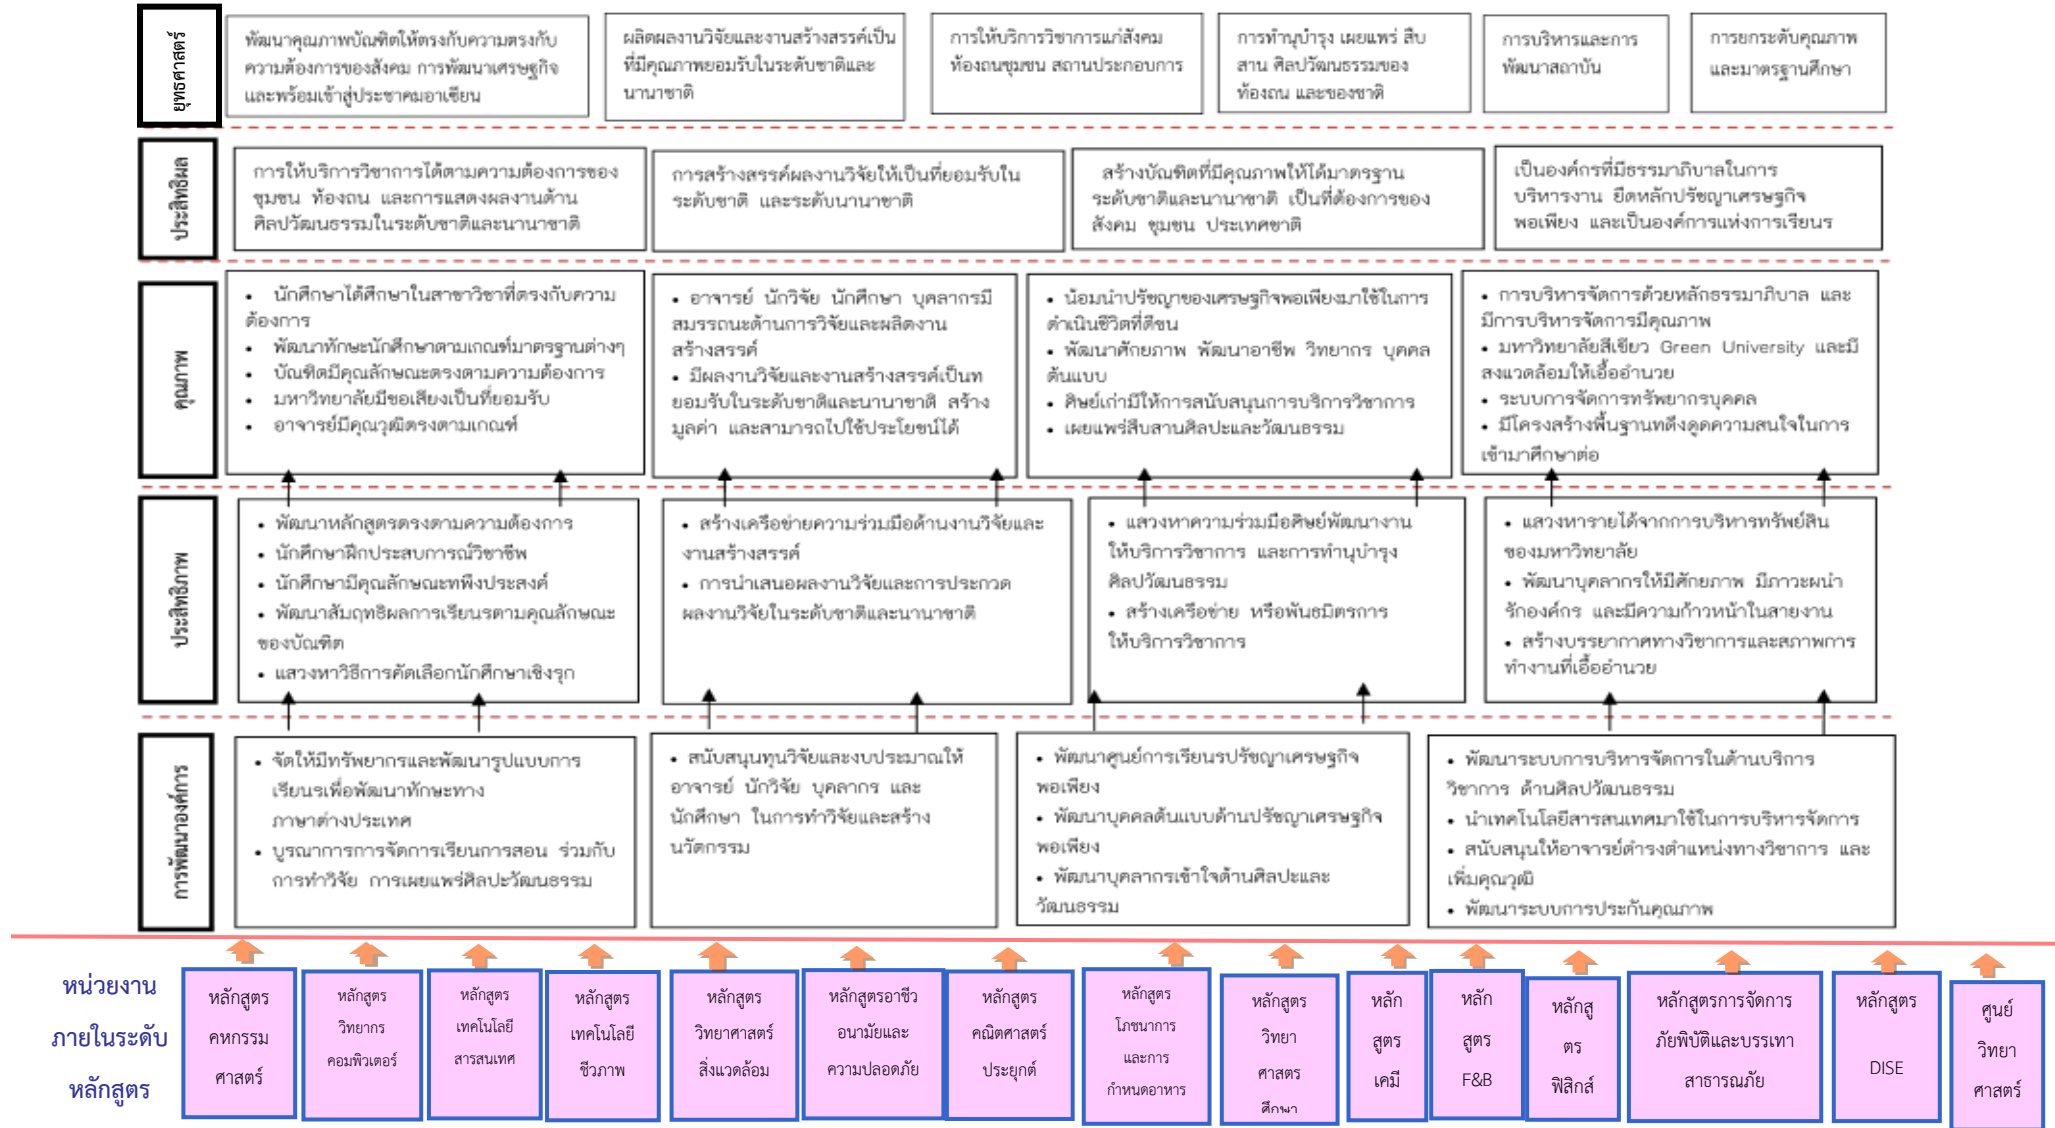 ยุทธศาสตร์
พัฒนาคุณภาพบัณฑิตให้ตรงกับความตรงกับ
ความต้องการของสังคม การพัฒนาเศรษฐกิจ
และพร้อมเข้าสู่ประชาคมอาเซียน
ผลิตผลงานวิจัยและงานสร้างสรรค์เป็น
ที่มีคุณภาพยอมรับในระดับชาติและ
นานาชาติ
การให้บริการวิชาการแก่สังคม
ท้องถนชุมชน สถานประกอบการ
การทำนุบำรุง เผยแพร่ สืบ
สาน ศิลปวัฒนธรรมของ
ท้องถน และของชาติ
การบริหารและการ
พัฒนาสถาบัน
การยกระดับคุณภาพ
และมาตรฐานศึกษา
ประสิทธิผล
การให้บริการวิชาการได้ตามความต้องการของ
ชุมชน ท้องถน และการแสดงผลงานด้าน
ศิลปวัฒนธรรมในระดับชาติและนานาชาติ
การสร้างสรรค์ผลงานวิจัยให้เป็นที่ยอมรับใน
ระดับชาติ และระดับนานาชาติ
สร้างบัณฑิตที่มีคุณภาพให้ได้มาตรฐาน
ระดับชาติและนานาชาติ เป็นที่ต้องการของ
สังคม ชุมชน ประเทศชาติ
เป็นองค์กรที่มีธรรมาภิบาลในการ
บริหารงาน ยึดหลักปรัชญาเศรษฐกิจ
พอเพียง และเป็นองค์การแห่งการเรียนร
คุณภาพ
• นักศึกษาได้ศึกษาในสาขาวิชาที่ตรงกับความ
ต้องการ
• พัฒนาทักษะนักศึกษาตามเกณฑ์มาตรฐานต่างๆ
• บัณฑิตมีคุณลักษณะตรงตามความต้องการ
• มหาวิทยาลัยมีชอเสียงเป็นที่ยอมรับ
• อาจารย์มีคุณวุฒิตรงตามเกณฑ์
• อาจารย์ นักวิจัย นักศึกษา บุคลากรมี
สมรรถนะด้านการวิจัยและผลิตงาน
สร้างสรรค์
• มีผลงานวิจัยและงานสร้างสรรค์เป็นท
ยอมรับในระดับชาติและนานาชาติ สร้าง
มูลค่า และสามารถไปใช้ประโยชน์ได้
• น้อมนำปรัชญาของเศรษฐกิจพอเพียงมาใช้ในการ
ดำเนินชีวิตที่ดีขน
• พัฒนาศักยภาพ พัฒนาอาชีพ วิทยากร บุคคล
ต้นแบบ
• ศิษย์เก่ามีให้การสนับสนุนการบริการวิชาการ
• เผยแพร่สืบสานศิลปะและวัฒนธรรม
• การบริหารจัดการด้วยหลักธรรมาภิบาล และ
มีการบริหารจัดการมีคุณภาพ
• มหาวิทยาลัยสีเขียว Green University และมี
สงแวดล้อมให้เอื้ออำนวย
• ระบบการจัดการทรัพยากรบุคคล
• มีโครงสร้างพื้นฐานทดึงดูดความสนใจในการ
เข้ามาศึกษาต่อ
ประสิทธิภาพ
• พัฒนาหลักสูตรตรงตามความต้องการ
• นักศึกษาฝึกประสบการณ์วิชาชีพ
• นักศึกษามีคุณลักษณะทพึงประสงค์
• พัฒนาสัมฤทธิผลการเรียนรตามคุณลักษณะ
ของบัณฑิต
• แสวงหาวิธีการคัดเลือกนักศึกษาเชิงรุก
• สร้างเครือข่ายความร่วมมือด้านงานวิจัยและ
งานสร้างสรรค์
• การนำเสนอผลงานวิจัยและการประกวด
ผลงานวิจัยในระดับชาติและนานาชาติ
• แสวงหาความร่วมมือศิษย์พัฒนางาน
ให้บริการวิชาการ และการทำนุบำรุง
ศิลปวัฒนธรรม
• สร้างเครือข่าย หรือพันธมิตรการ
ให้บริการวิชาการ
• แสวงหารายได้จากการบริหารทรัพย์สิน
ของมหาวิทยาลัย
• พัฒนาบุคลากรให้มีศักยภาพ มีภาวะผนำ
รักองค์กร และมีความก้าวหน้าในสายงาน
• สร้างบรรยากาศทางวิชาการและสภาพการ
ทำงานที่เอื้ออำนวย
การพัฒนาองค์การ
• จัดให้มีทรัพยากรและพัฒนารูปแบบการ
เรียนรเพื่อพัฒนาทักษะทาง
ภาษาต่างประเทศ
• บูรณาการการจัดการเรียนการสอน ร่วมกับ
การทำวิจัย การเผยแพร่ศิลปะวัฒนธรรม
• สนับสนุนทุนวิจัยและงบประมาณให้
อาจารย์ นักวิจัย บุคลากร และ
นักศึกษา ในการทำวิจัยและสร้าง
นวัตกรรม
• พัฒนาศูนย์การเรียนรปรัชญาเศรษฐกิจ
พอเพียง
• พัฒนาบุคคลต้นแบบด้านปรัชญาเศรษฐกิจ
พอเพียง
• พัฒนาบุคลากรเข้าใจด้านศิลปะและ
วัฒนธรรม
• พัฒนาระบบการบริหารจัดการในด้านบริการ
วิชาการ ด้านศิลปวัฒนธรรม
• นำเทคโนโลยีสารสนเทศมาใช้ในการบริหารจัดการ
• สนับสนุนให้อาจารย์ดำรงตำแหน่งทางวิชาการ และ
เพิ่มคุณวุฒิ
• พัฒนาระบบการประกันคุณภาพ
หน่วยงาน
ภายในระดับ
หลักสูตร
หลักสูตร
คหกรรม
ศาสตร์
หลักสูตร
วิทยากร
คอมพิวเตอร์
หลักสูตร
เทคโนโลยี
สารสนเทศ
หลักสูตร
เทคโนโลยี
ชีวภาพ
หลักสูตร
วิทยาศาสตร์
สิ่งแวดล้อม
หลักสูตรอาชีว
อนามัยและ
ความปลอดภัย
หลักสูตร
คณิตศาสตร์
ประยุกต์
หลักสูตร
โภชนาการ
และการ
กำหนดอาหาร
หลักสูตร
วิทยา
ศาสตร
ศึกษา
หลัก
สูตร
เคมี
หลัก
สูตร
F&B
หลักสู
ตร
ฟิสิกส์
หลักสูตรการจัดการ
ภัยพิบัติและบรรเทา
สาธารณภัย
หลักสูตร
DISE
ศูนย์
วิทยา
ศาสตร์